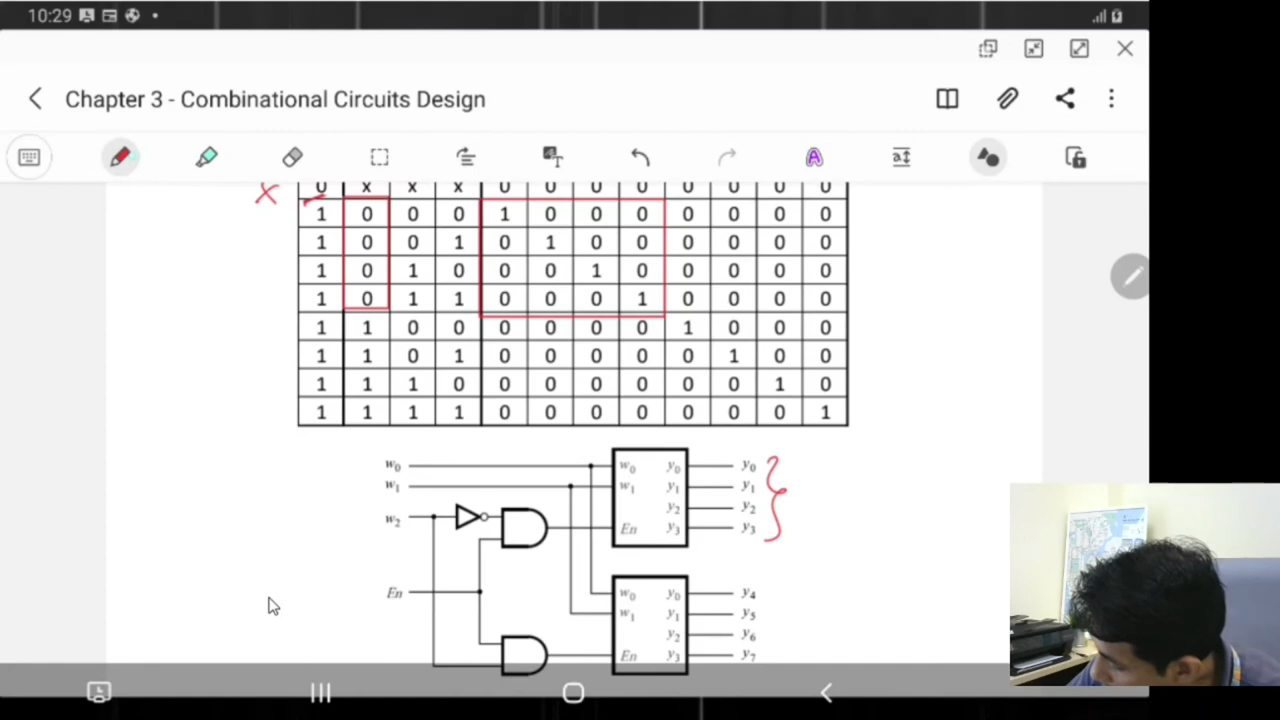 10:29
Chapter 3 - Combinational Circuits Design
x 0 x x x 0 0 0 0 0 0 0 0
1 0 0 0 1 0 0 0 0 0 0 0
1 0 0 1 0 1 0 0 0 0 0 0
1 0 1 0 0 0 1 0 0 0 0 0
1 0 1 1 0 0 0 1 0 0 0 0
1 1 0 0 0 0 0 0 1 0 0 0
1 1 0 1 0 0 0 0 0 1 0 0
1 1 1 0 0 0 0 0 0 0 1 0
1 1 1 1 0 0 0 0 0 0 0 1
w0 w0 y0 y0
w1 w1 y1 y1
w2 y2 y2
En y3 y3
En w0 y0 y4
w1 y1 y5
y2 y6
En y3 y7